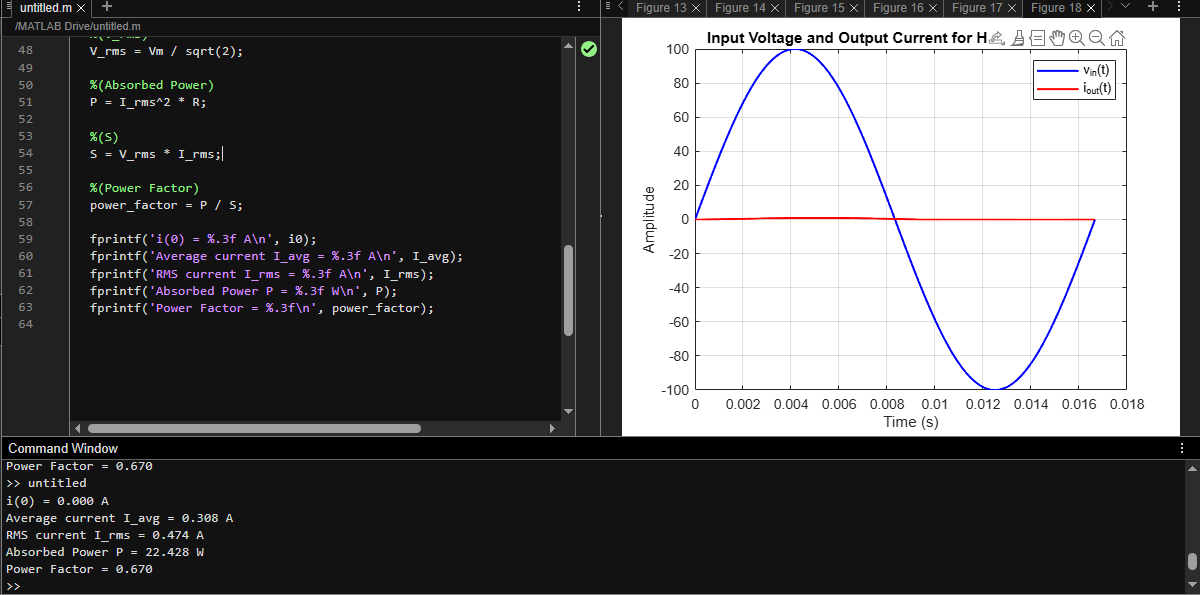 untitled.m × +
/MATLAB Drive/untitled.m
48 V_rms = Vm / sqrt(2);
49
50 %(Absorbed Power)
51 P = I_rms^2 * R;
52
53 %(S)
54 S = V_rms * I_rms;
55
56 %(Power Factor)
57 power_factor = P / S;
58
59 fprintf('i(0) = %.3f A\n', i0);
60 fprintf('Average current I_avg = %.3f A\n', I_avg);
61 fprintf('RMS current I_rms = %.3f A\n', I_rms);
62 fprintf('Absorbed Power P = %.3f W\n', P);
63 fprintf('Power Factor = %.3f\n', power_factor);
64
Figure 13 × Figure 14 × Figure 15 × Figure 16 × Figure 17 × Figure 18 × +
Input Voltage and Output Current for H
v_in(t)
i_out(t)
Amplitude
100
80
60
40
20
0
-20
-40
-60
-80
-100
0 0.002 0.004 0.006 0.008 0.01 0.012 0.014 0.016 0.018
Time (s)
Command Window
Power Factor = 0.670
>> untitled
i(0) = 0.000 A
Average current I_avg = 0.308 A
RMS current I_rms = 0.474 A
Absorbed Power P = 22.428 W
Power Factor = 0.670
>>